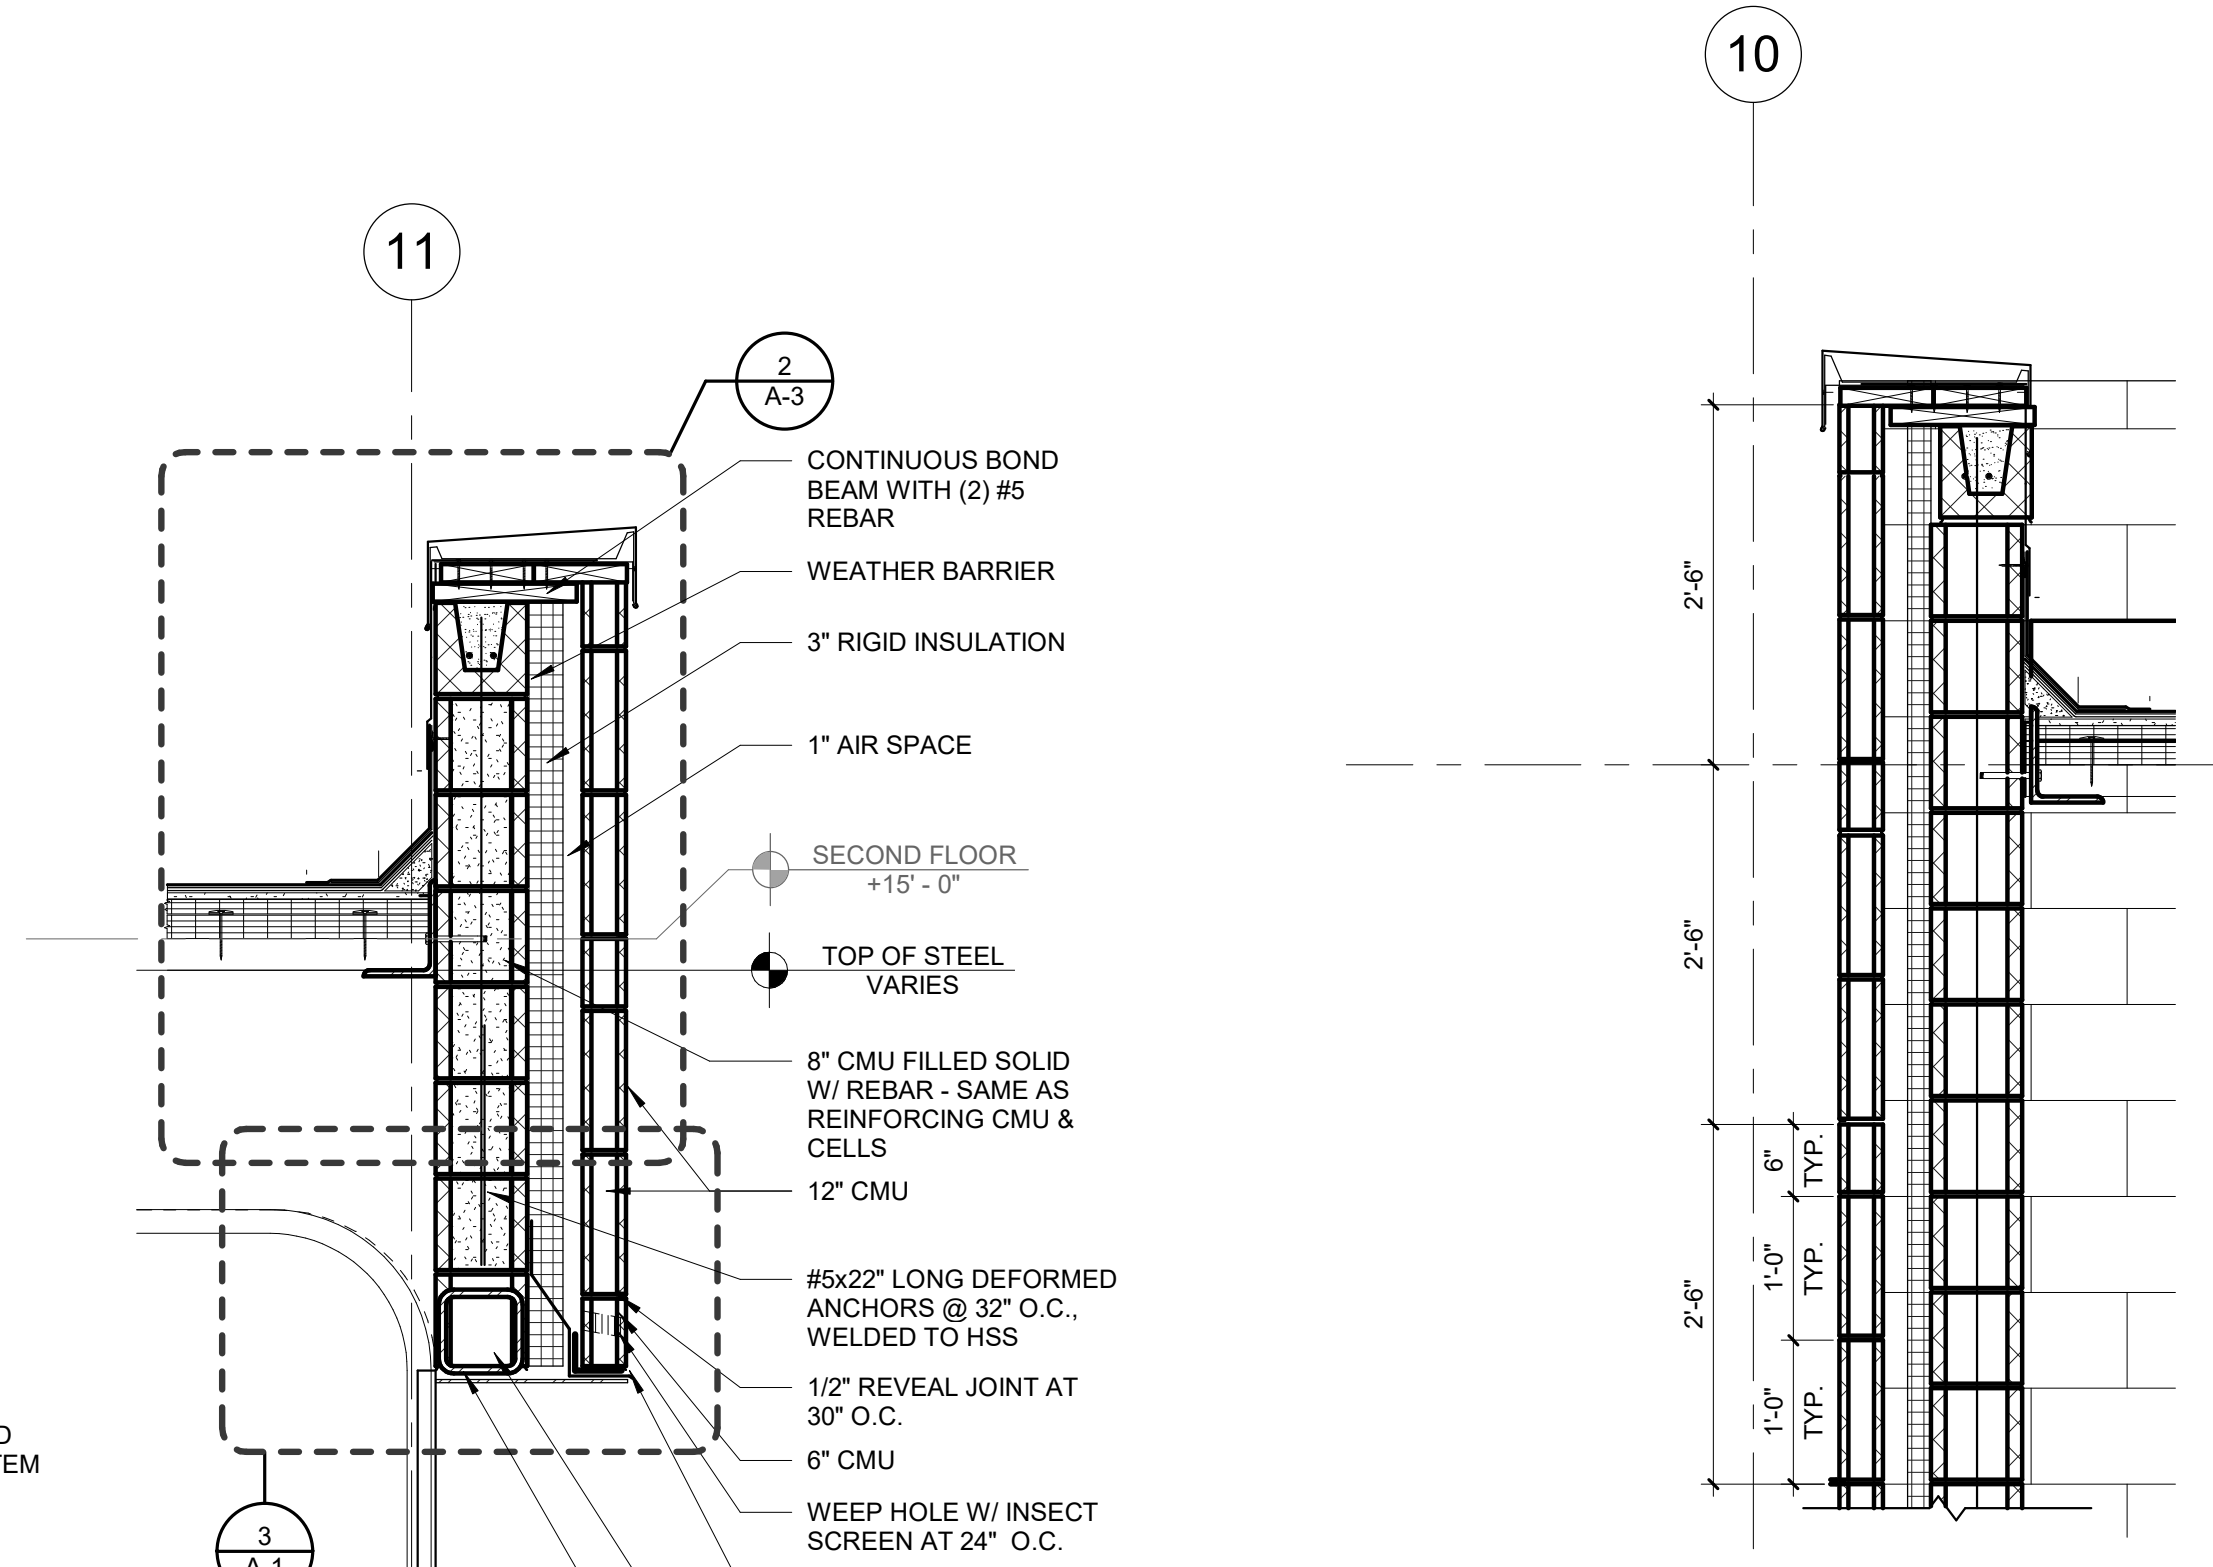 10
11
2
A-3
CONTINUOUS BOND
BEAM WITH (2) #5
REBAR
WEATHER BARRIER
3" RIGID INSULATION
1" AIR SPACE
SECOND FLOOR
+15' - 0"
TOP OF STEEL
VARIES
8" CMU FILLED SOLID
W/ REBAR - SAME AS
REINFORCING CMU &
CELLS
12" CMU
#5x22" LONG DEFORMED
ANCHORS @ 32" O.C.,
WELDED TO HSS
1/2" REVEAL JOINT AT
30" O.C.
6" CMU
WEEP HOLE W/ INSECT
SCREEN AT 24" O.C.
D
TEM
3
A-1
2'-6"
2'-6"
2'-6"
6"
TYP.
1'-0"
TYP.
1'-0"
TYP.